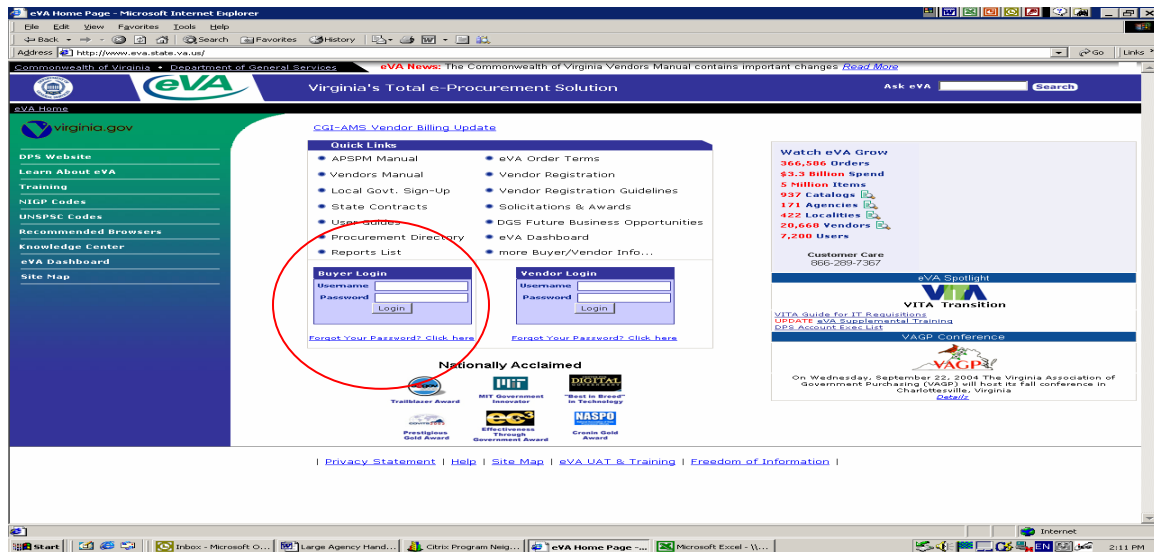 eVA Home Page - Microsoft Internet Explorer
File Edit View Favorites Tools Help
Back Search Favorites History
Address http://www.eva.state.va.us/ Go Links
Commonwealth of Virginia • Department of General Services eVA News: The Commonwealth of Virginia Vendors Manual contains important changes Read More
eVA Virginia's Total e-Procurement Solution Ask eVA Search
eVA Home
virginia.gov
DPS Website
Learn About eVA
Training
NIGP Codes
UNSPSC Codes
Recommended Browsers
Knowledge Center
eVA Dashboard
Site Map
CGI-AMS Vendor Billing Update
Quick Links
APSPM Manual
Vendors Manual
Local Govt. Sign-Up
State Contracts
User Guides
Procurement Directory
Reports List
eVA Order Terms
Vendor Registration
Vendor Registration Guidelines
Solicitations & Awards
DGS Future Business Opportunities
eVA Dashboard
more Buyer/Vendor Info...
Buyer Login
Username
Password
Login
Forgot Your Password? Click here
Vendor Login
Username
Password
Login
Forgot Your Password? Click here
Nationally Acclaimed
Trailblazer Award
MIT Government
Innovator
DIGITAL
"Best in Breed"
in Technology
Prestigious
Gold Award
ec3
Effectiveness
Through
Government Award
NASPO
Cronin Gold
Award
Watch eVA Grow
366,586 Orders
$3.3 Billion Spend
5 Million Items
937 Catalogs
171 Agencies
422 Localities
20,668 Vendors
7,200 Users
Customer Care
866-289-7367
eVA Spotlight
VITA
VITA Transition
VITA Guide for IT Requisitions
UPDATE eVA Supplemental Training
DPS Account Exec List
VAGP Conference
VAGP
On Wednesday, September 22, 2004 The Virginia Association of
Government Purchasing (VAGP) will host its fall conference in
Charlottesville, Virginia
Details
| Privacy Statement | Help | Site Map | eVA UAT & Training | Freedom of Information |
Internet
Start Inbox - Microsoft O... Large Agency Hand... Citrix Program Neig... eVA Home Page -... Microsoft Excel - \\... EN 2:11 PM